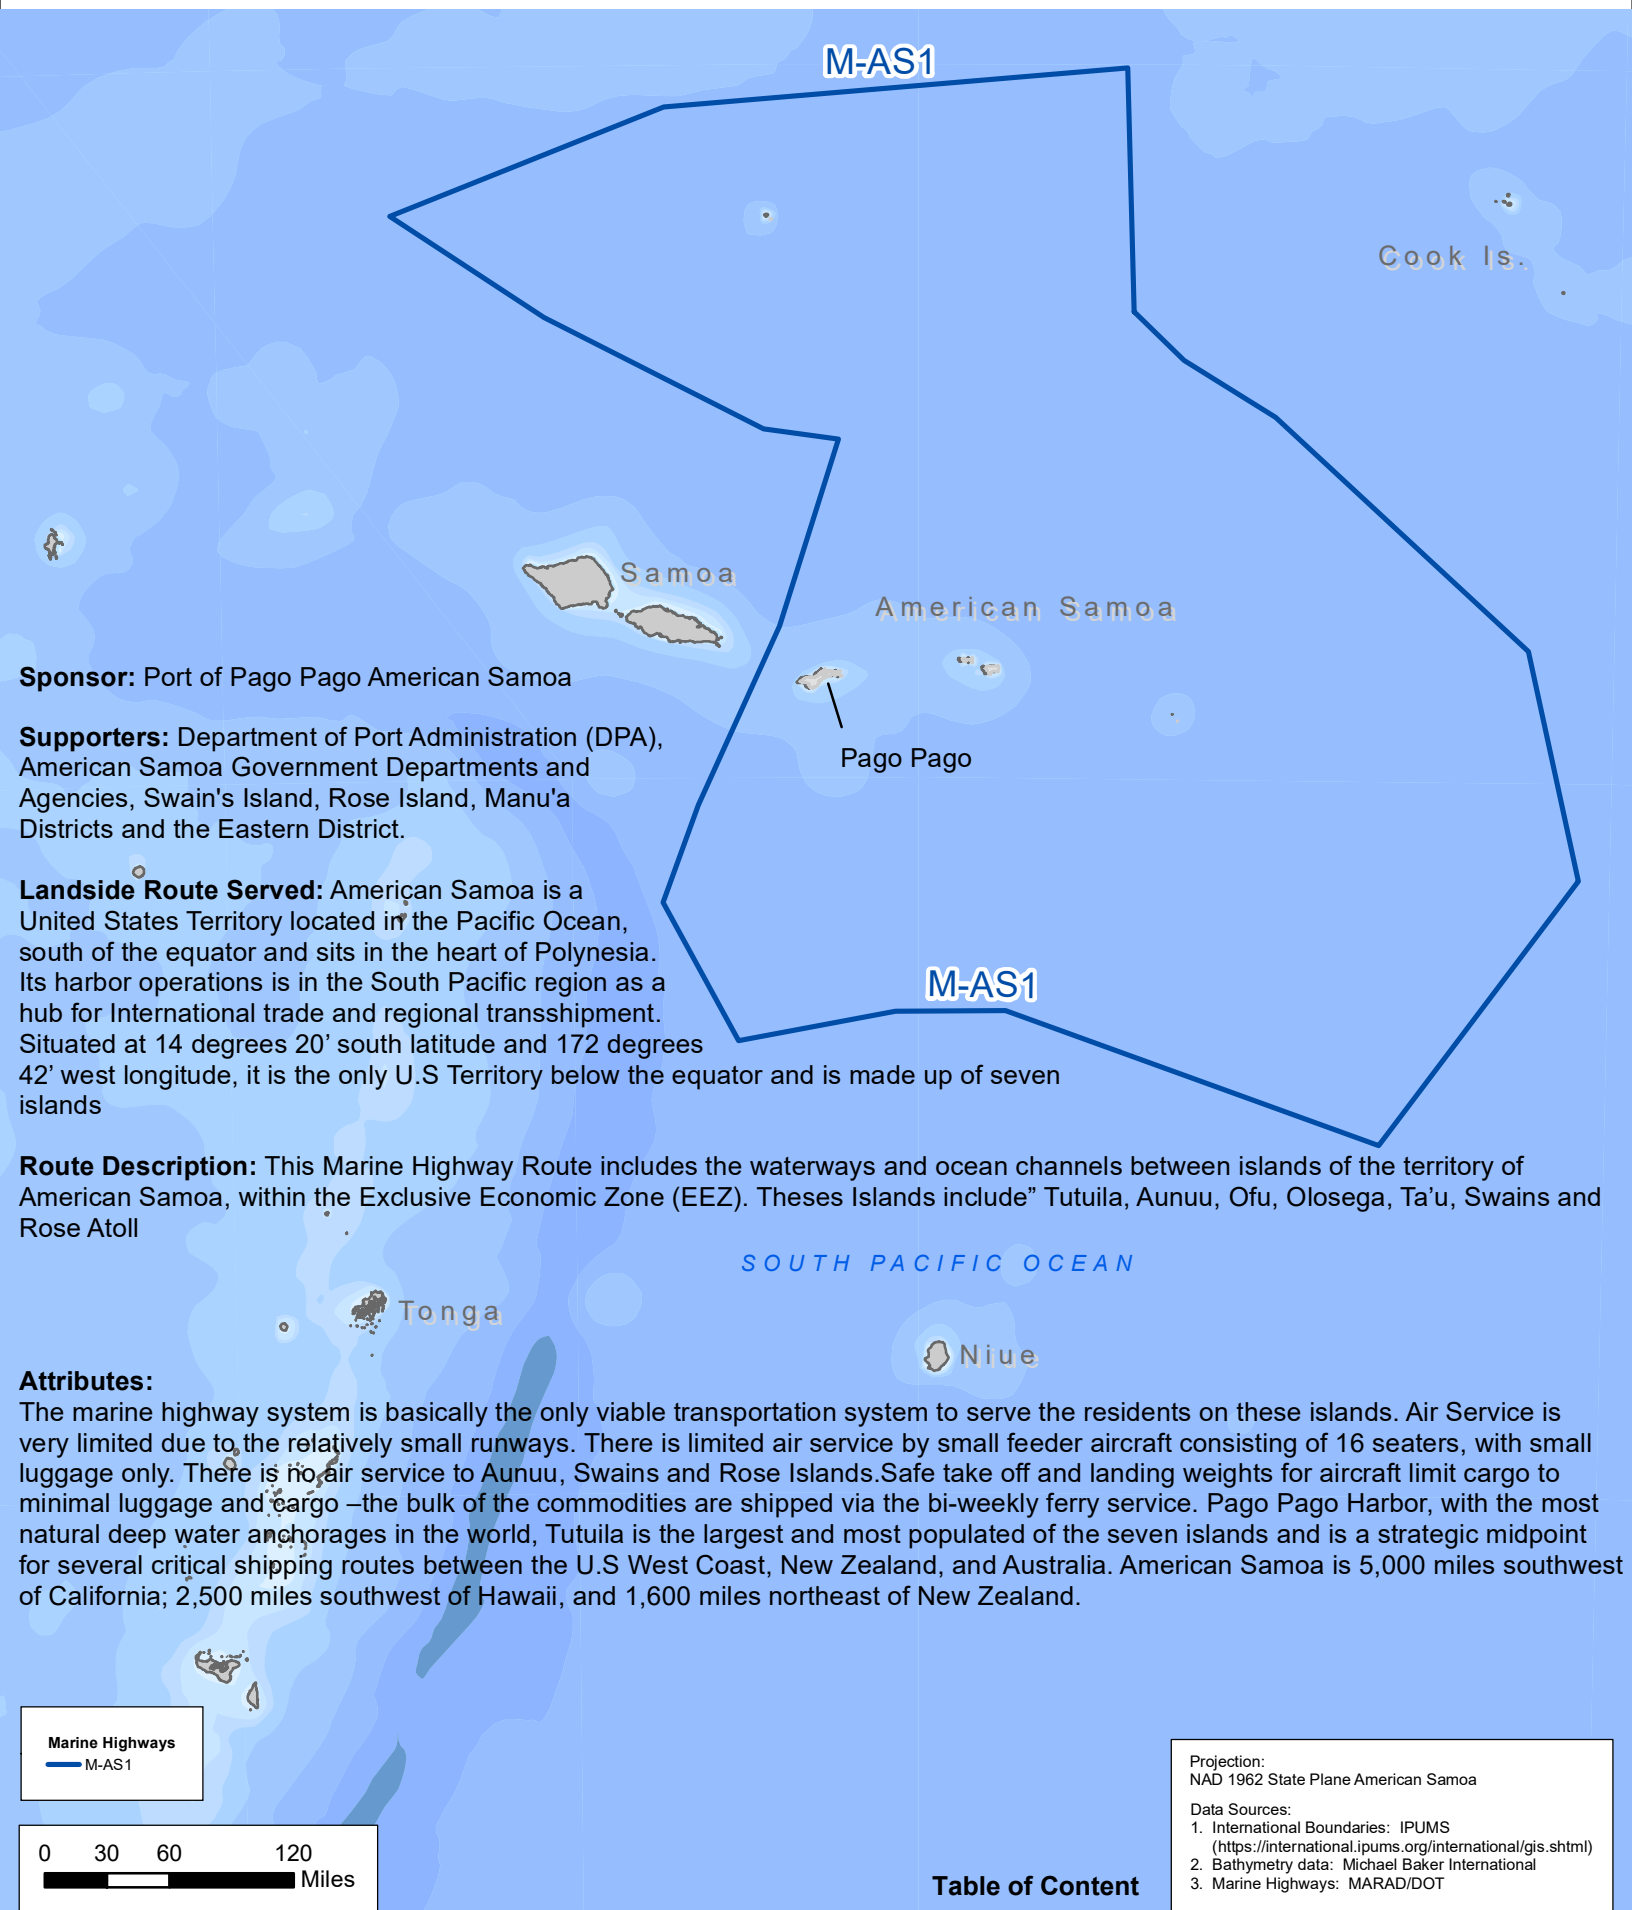 M-AS1
Cook Is.
Samoa
American Samoa
Sponsor: Port of Pago Pago American Samoa
Supporters: Department of Port Administration (DPA),
American Samoa Government Departments and
Agencies, Swain's Island, Rose Island, Manu'a
Districts and the Eastern District.
Pago Pago
Landside Route Served: American Samoa is a
United States Territory located in the Pacific Ocean,
south of the equator and sits in the heart of Polynesia.
Its harbor operations is in the South Pacific region as a
hub for International trade and regional transshipment.
Situated at 14 degrees 20’ south latitude and 172 degrees
42’ west longitude, it is the only U.S Territory below the equator and is made up of seven
islands
M-AS1
Route Description: This Marine Highway Route includes the waterways and ocean channels between islands of the territory of
American Samoa, within the Exclusive Economic Zone (EEZ). Theses Islands include” Tutuila, Aunuu, Ofu, Olosega, Ta’u, Swains and
Rose Atoll
SOUTH PACIFIC OCEAN
Tonga
Niue
Attributes:
The marine highway system is basically the only viable transportation system to serve the residents on these islands. Air Service is
very limited due to the relatively small runways. There is limited air service by small feeder aircraft consisting of 16 seaters, with small
luggage only. There is no air service to Aunuu, Swains and Rose Islands.Safe take off and landing weights for aircraft limit cargo to
minimal luggage and cargo –the bulk of the commodities are shipped via the bi-weekly ferry service. Pago Pago Harbor, with the most
natural deep water anchorages in the world, Tutuila is the largest and most populated of the seven islands and is a strategic midpoint
for several critical shipping routes between the U.S West Coast, New Zealand, and Australia. American Samoa is 5,000 miles southwest
of California; 2,500 miles southwest of Hawaii, and 1,600 miles northeast of New Zealand.
Marine Highways
M-AS1
0 30 60 120
Miles
Table of Content
Projection:
NAD 1962 State Plane American Samoa
Data Sources:
1. International Boundaries: IPUMS
(https://international.ipums.org/international/gis.shtml)
2. Bathymetry data: Michael Baker International
3. Marine Highways: MARAD/DOT